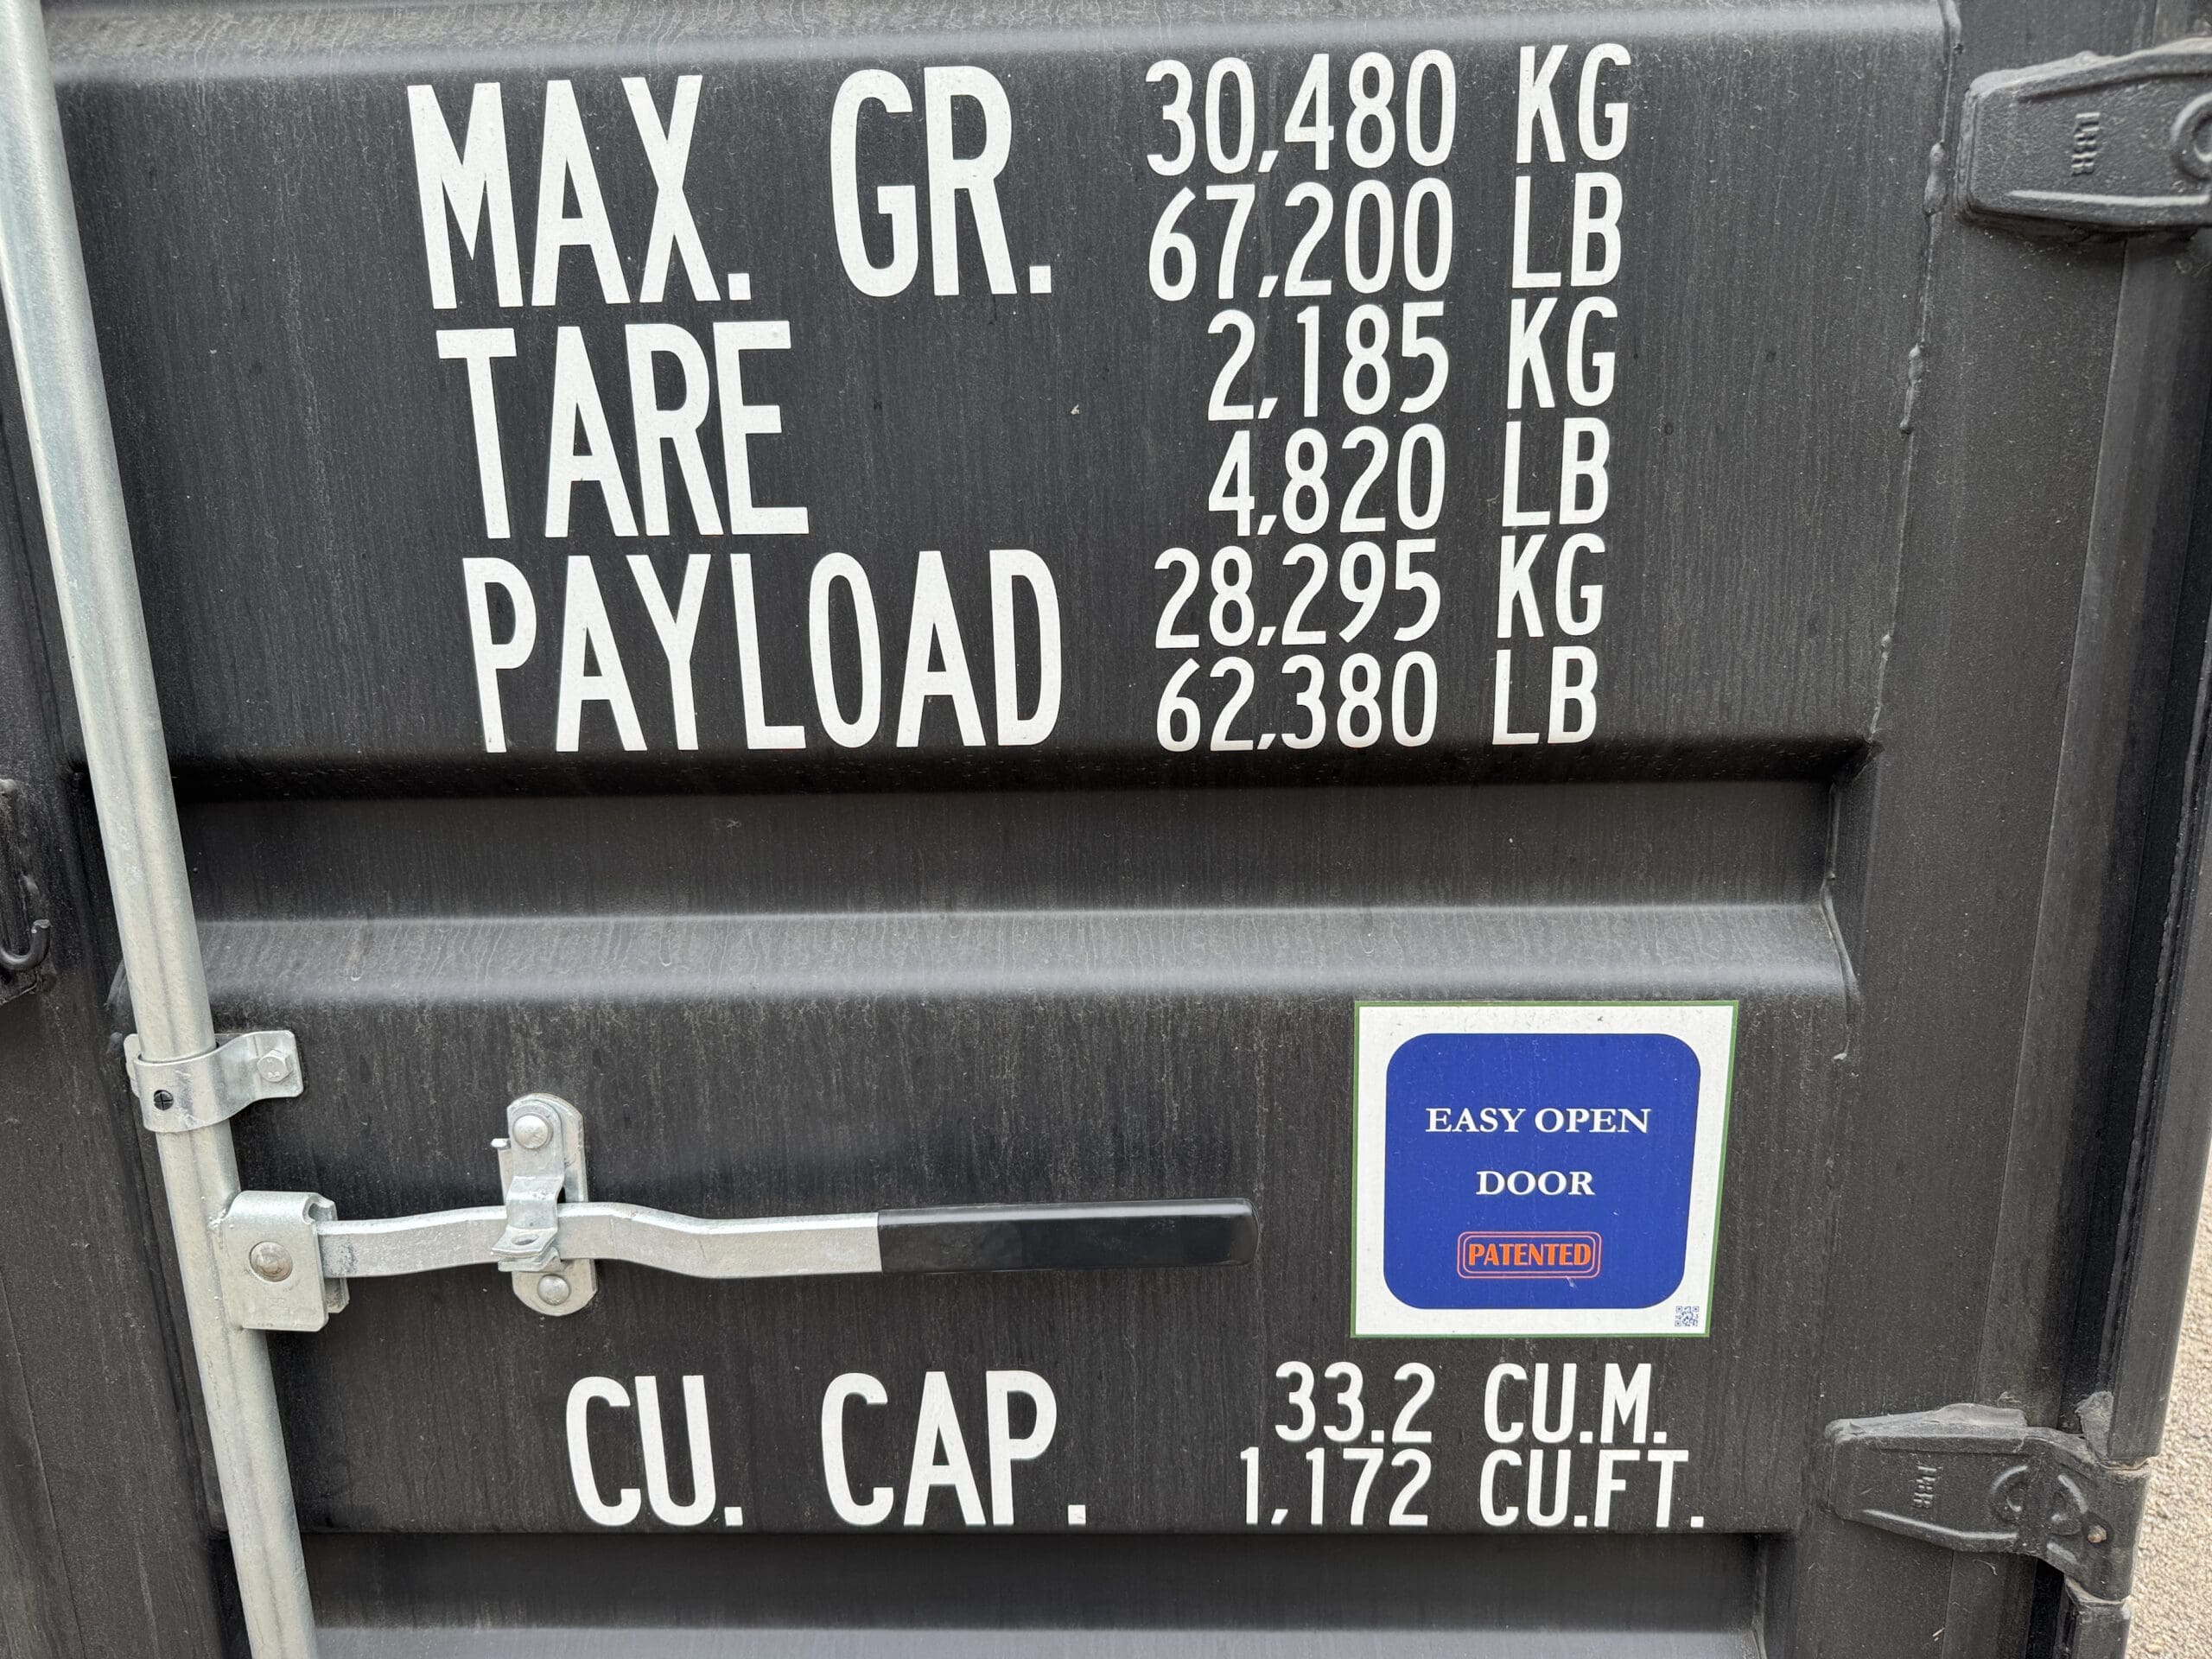 MAX. GR. 30,480 KG
67,200 LB
TARE 2,185 KG
4,820 LB
PAYLOAD 28,295 KG
62,380 LB
EASY OPEN
DOOR
PATENTED
CU. CAP. 33.2 CU.M.
1,172 CU.FT.